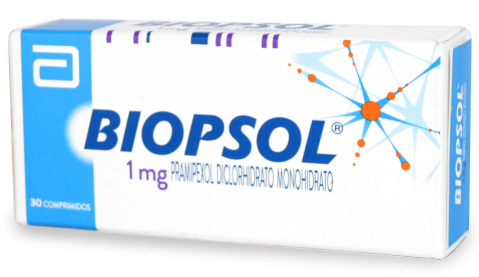 BIOPSOL®
1 mg PRAMIPEXOL DICLORHIDRATO MONOHIDRATO
30 COMPRIMIDOS
BIOPSOL